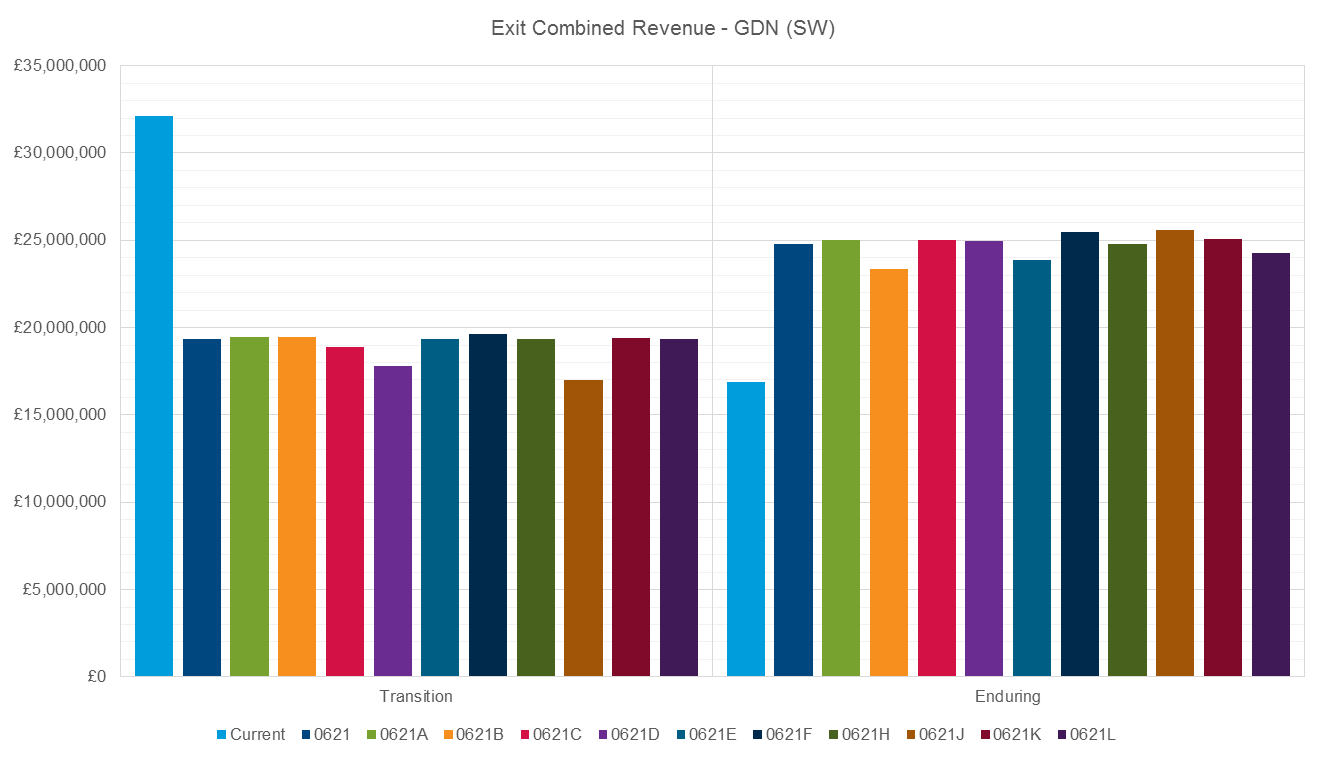 Exit Combined Revenue - GDN (SW)
£35,000,000
£30,000,000
£25,000,000
£20,000,000
£15,000,000
£10,000,000
£5,000,000
£0
Transition Enduring
Current 0621 0621A 0621B 0621C 0621D 0621E 0621F 0621H 0621J 0621K 0621L